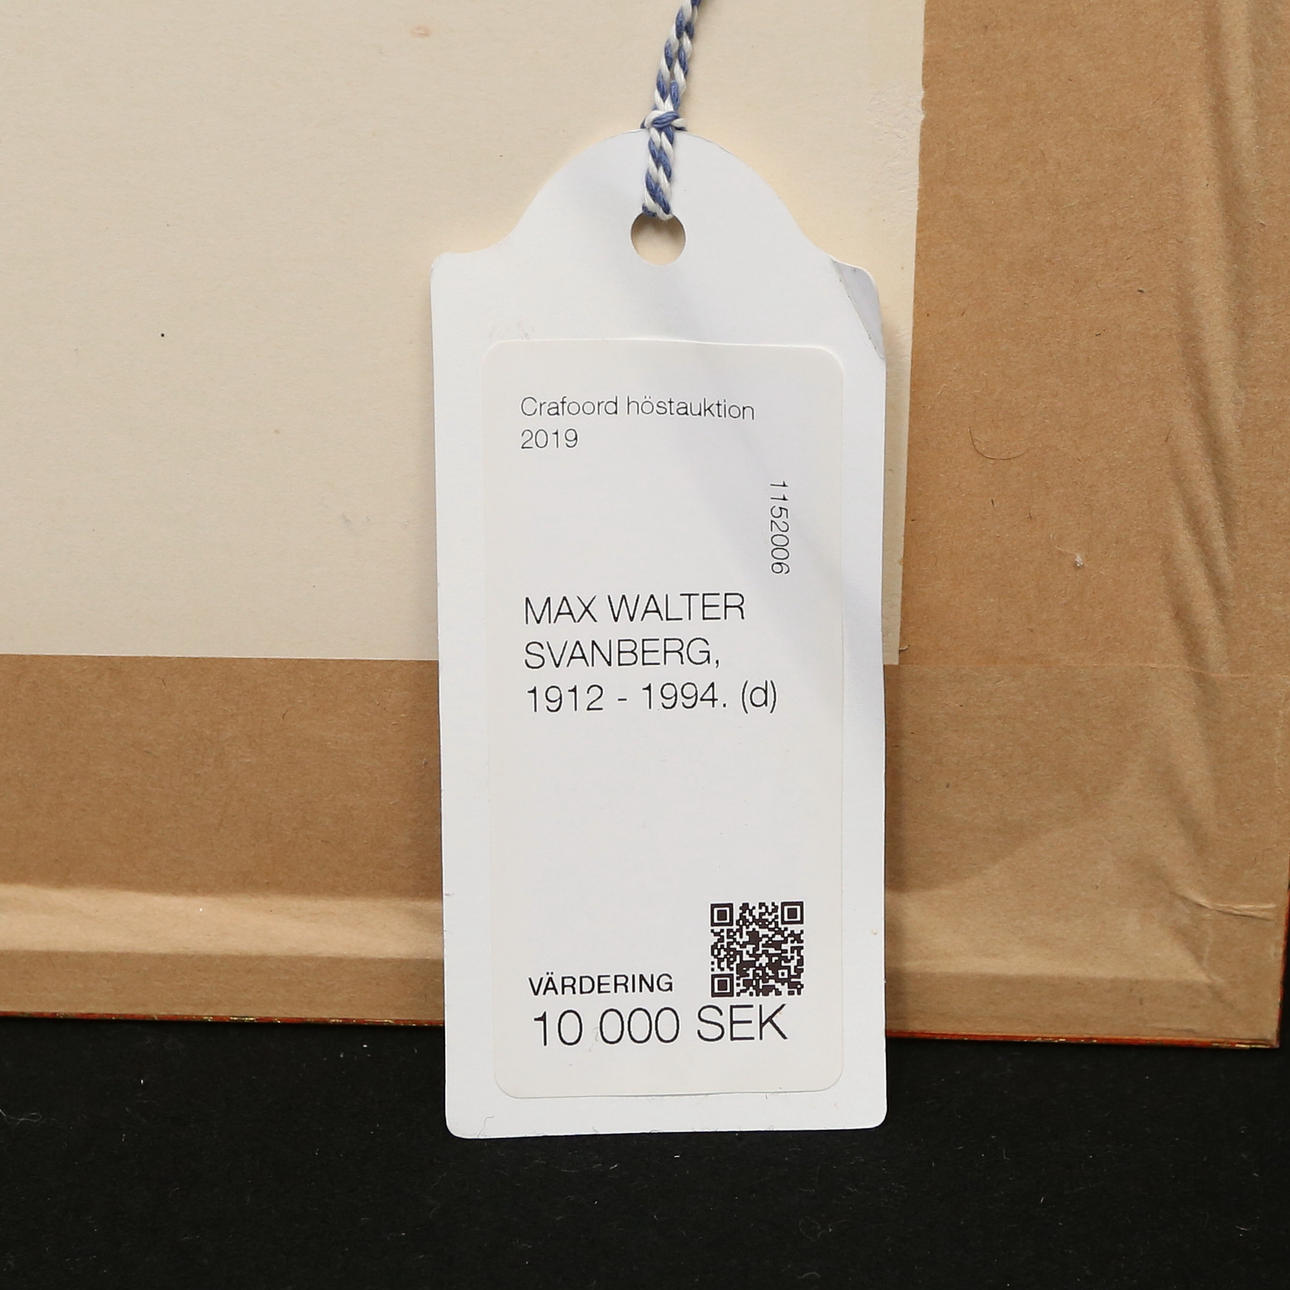 Crafoord höstauktion
2019
1152006
MAX WALTER
SVANBERG,
1912 - 1994. (d)
VÄRDERING
10 000 SEK